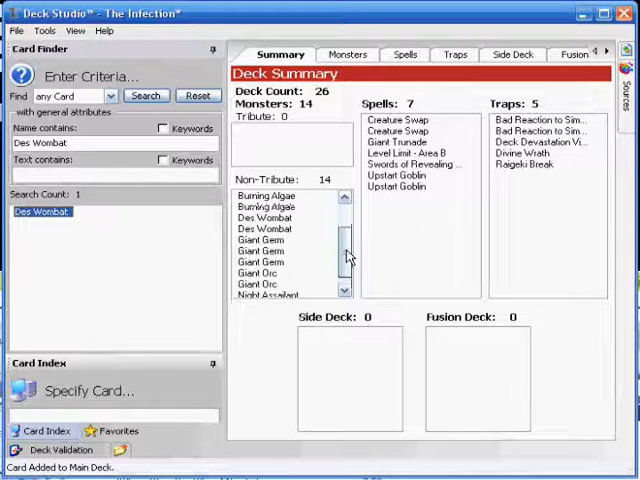 Deck Studio™ - The Infection*
File Tools View Help
Card Finder
Enter Criteria...
Find any Card Search Reset
with general attributes
Name contains: Keywords
Des Wombat
Text contains: Keywords
Search Count: 1
Des Wombat
Card Index
Specify Card...
Card Index Favorites
Deck Validation
Card Added to Main Deck.
Summary Monsters Spells Traps Side Deck Fusion
Deck Summary
Deck Count: 26
Monsters: 14
Tribute: 0
Non-Tribute: 14
Burning Algae
Burning Algae
Des Wombat
Des Wombat
Giant Germ
Giant Germ
Giant Germ
Giant Orc
Giant Orc
Night Assailant
Spells: 7
Creature Swap
Creature Swap
Giant Trunade
Level Limit - Area B
Swords of Revealing ...
Upstart Goblin
Upstart Goblin
Traps: 5
Bad Reaction to Sim...
Bad Reaction to Sim...
Deck Devastation Vi...
Divine Wrath
Raigeki Break
Side Deck: 0
Fusion Deck: 0
Sources